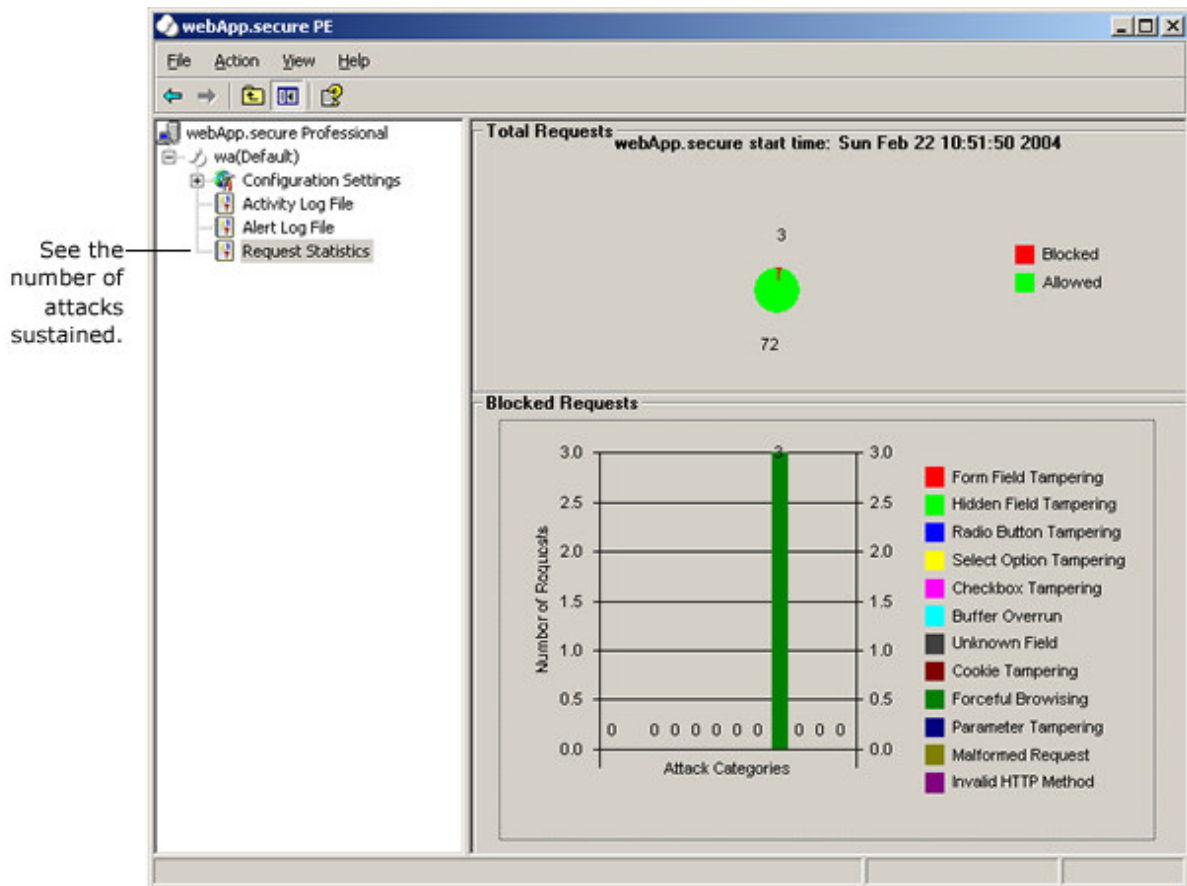 webApp.secure PE
File Action View Help
webApp.secure Professional
wa(Default)
Configuration Settings
Activity Log File
Alert Log File
Request Statistics
See the
number of
attacks
sustained.
Total Requests
webApp.secure start time: Sun Feb 22 10:51:50 2004
3
72
Blocked
Allowed
Blocked Requests
3.0 3 3.0
2.5 2.5
2.0 2.0
1.5 1.5
1.0 1.0
0.5 0.5
0 0 0 0 0 0 0 0 0 0
0.0 0.0
Number of Requests
Attack Categories
Form Field Tampering
Hidden Field Tampering
Radio Button Tampering
Select Option Tampering
Checkbox Tampering
Buffer Overrun
Unknown Field
Cookie Tampering
Forceful Browising
Parameter Tampering
Malformed Request
Invalid HTTP Method